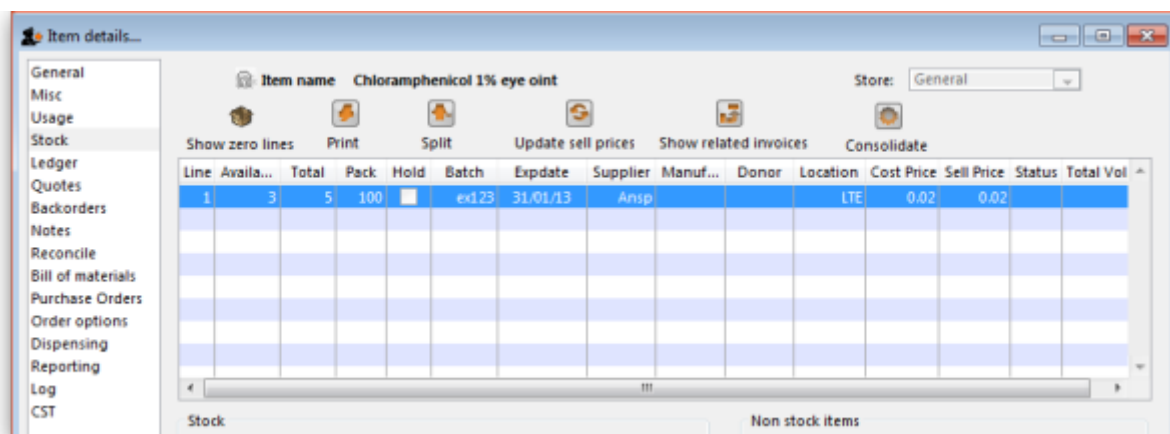 Item details...
General
Misc
Usage
Stock
Ledger
Quotes
Backorders
Notes
Reconcile
Bill of materials
Purchase Orders
Order options
Dispensing
Reporting
Log
CST
Item name Chloramphenicol 1% eye oint Store: General
Show zero lines Print Split Update sell prices Show related invoices Consolidate
Line Availa... Total Pack Hold Batch Expdate Supplier Manuf... Donor Location Cost Price Sell Price Status Total Vol
1 3 5 100 ex123 31/01/13 Ansp LTE 0.02 0.02
Stock Non stock items